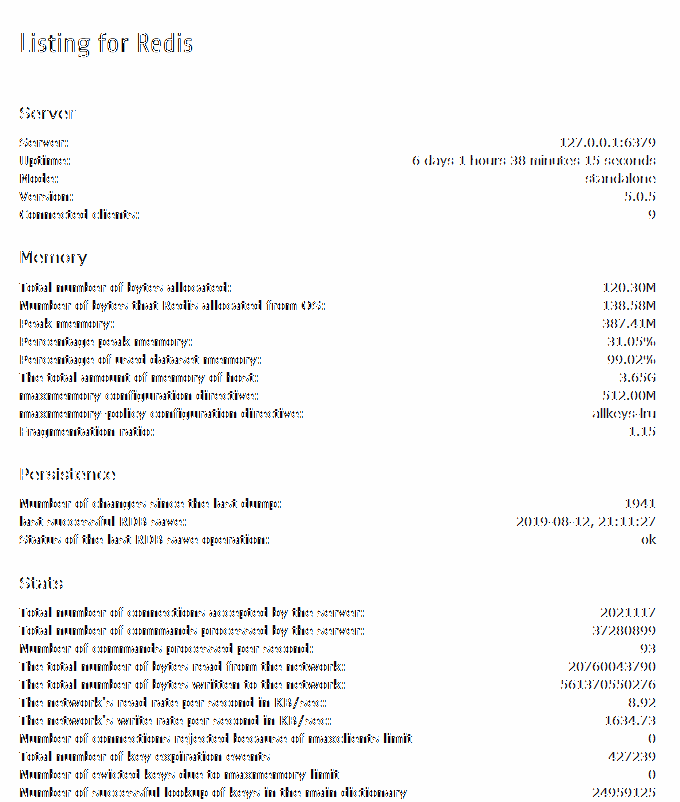 Listing for Redis
Server
Server: 127.0.0.1:6379
Uptime: 6 days 1 hours 38 minutes 15 seconds
Mode: standalone
Version: 5.0.5
Connected clients: 9
Memory
Total number of bytes allocated: 120.30M
Number of bytes that Redis allocated from OS: 138.58M
Peak memory: 387.41M
Percentage peak memory: 31.05%
Percentage of used dataset memory: 99.02%
The total amount of memory of host: 3.65G
maxmemory configuration directive: 512.00M
maxmemory-policy configuration directive: allkeys-lru
Fragmentation ratio: 1.15
Persistence
Number of changes since the last dump: 1941
last successful RDB save: 2019-08-12, 21:11:27
Status of the last RDB save operation: ok
Stats
Total number of connections accepted by the server: 2021117
Total number of commands processed by the server: 37280899
Number of commands processed per second: 93
The total number of bytes read from the network: 20760043790
The total number of bytes written to the network: 561370550276
The network's read rate per second in KB/sec: 8.92
The network's write rate per second in KB/sec: 1634.73
Number of connections rejected because of maxclients limit 0
Total number of key expiration events 427239
Number of evicted keys due to maxmemory limit 0
Number of successful lookup of keys in the main dictionary 24959125